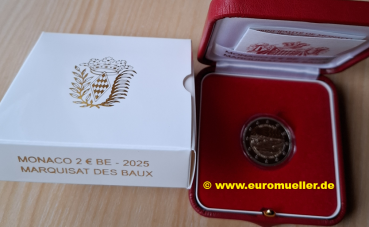 MONACO 2 € BE - 2025
MARQUISAT DES BAUX
© www.euromueller.de